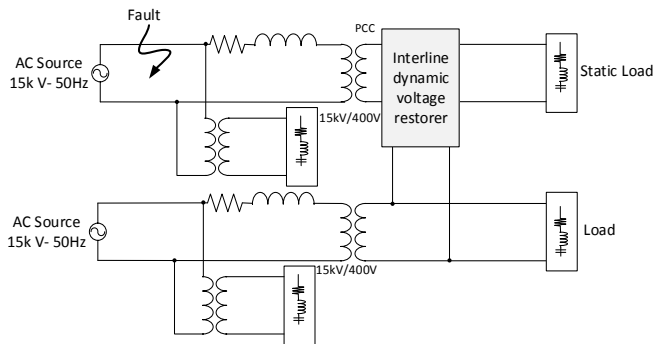 Fault
PCC
AC Source
15k V- 50Hz
Interline
dynamic
voltage
restorer
Static Load
15kV/400V
AC Source
15k V- 50Hz
Load
15kV/400V